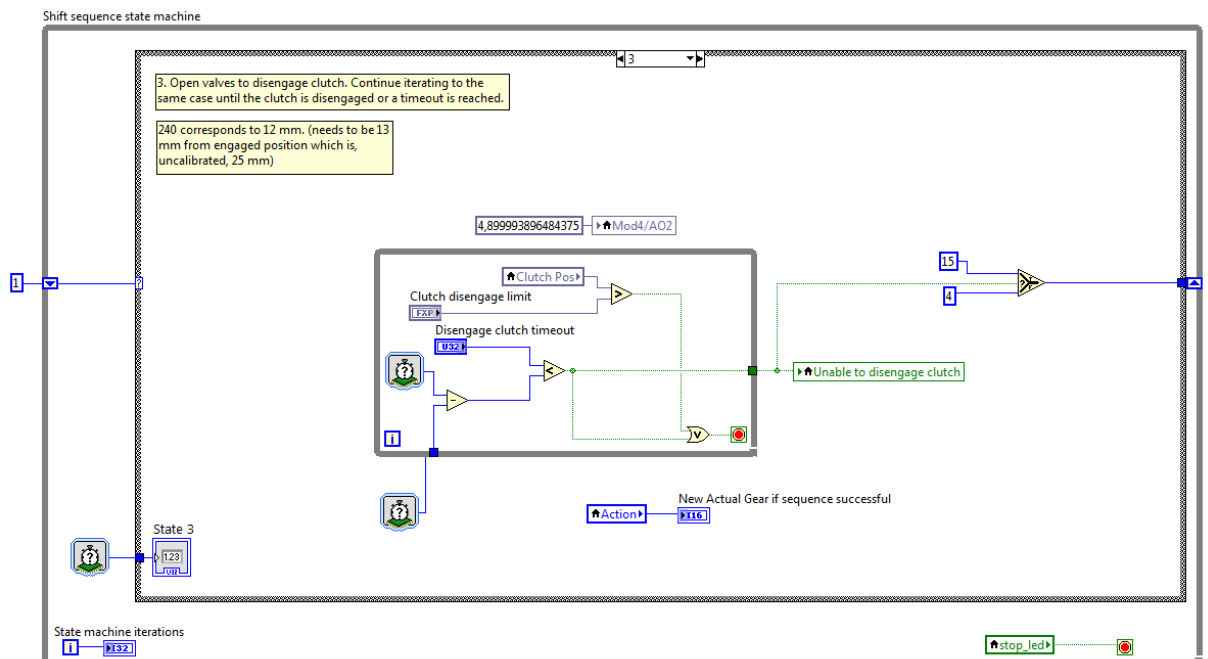 Shift sequence state machine
3
3. Open valves to disengage clutch. Continue iterating to the
same case until the clutch is disengaged or a timeout is reached.
240 corresponds to 12 mm. (needs to be 13
mm from engaged position which is,
uncalibrated, 25 mm)
4,899993896484375
Mod4/AO2
1
?
Clutch Pos
15
Clutch disengage limit
FXP
4
?
Disengage clutch timeout
U32
?
>
<
Unable to disengage clutch
-
i
V
?
New Actual Gear if sequence successful
Action
I16
State 3
?
1.23
U32
State machine iterations
i
I32
stop_led